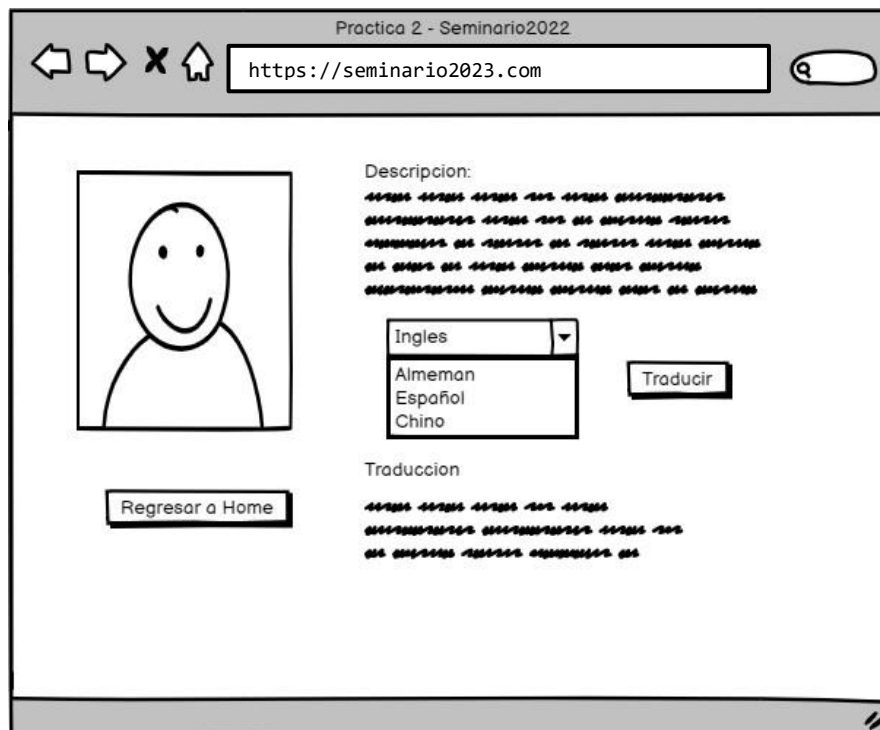 Practica 2 - Seminario2022
https://seminario2023.com
Descripcion:
Ingles
Almeman
Español
Chino
Traducir
Traduccion
Regresar a Home